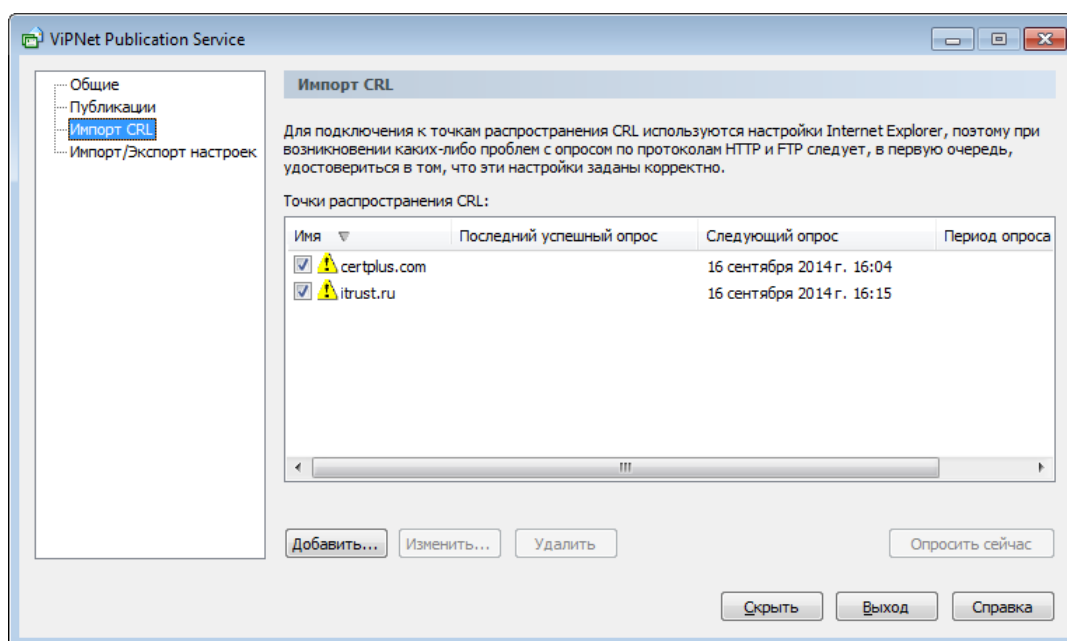 ViPNet Publication Service
Общие
Публикации
Импорт CRL
Импорт/Экспорт настроек
Импорт CRL
Для подключения к точкам распространения CRL используются настройки Internet Explorer, поэтому при
возникновении каких-либо проблем с опросом по протоколам HTTP и FTP следует, в первую очередь,
удостовериться в том, что эти настройки заданы корректно.
Точки распространения CRL:
Имя Последний успешный опрос Следующий опрос Период опроса
certplus.com 16 сентября 2014 г. 16:04
itrust.ru 16 сентября 2014 г. 16:15
Добавить... Изменить... Удалить Опросить сейчас
Скрыть Выход Справка